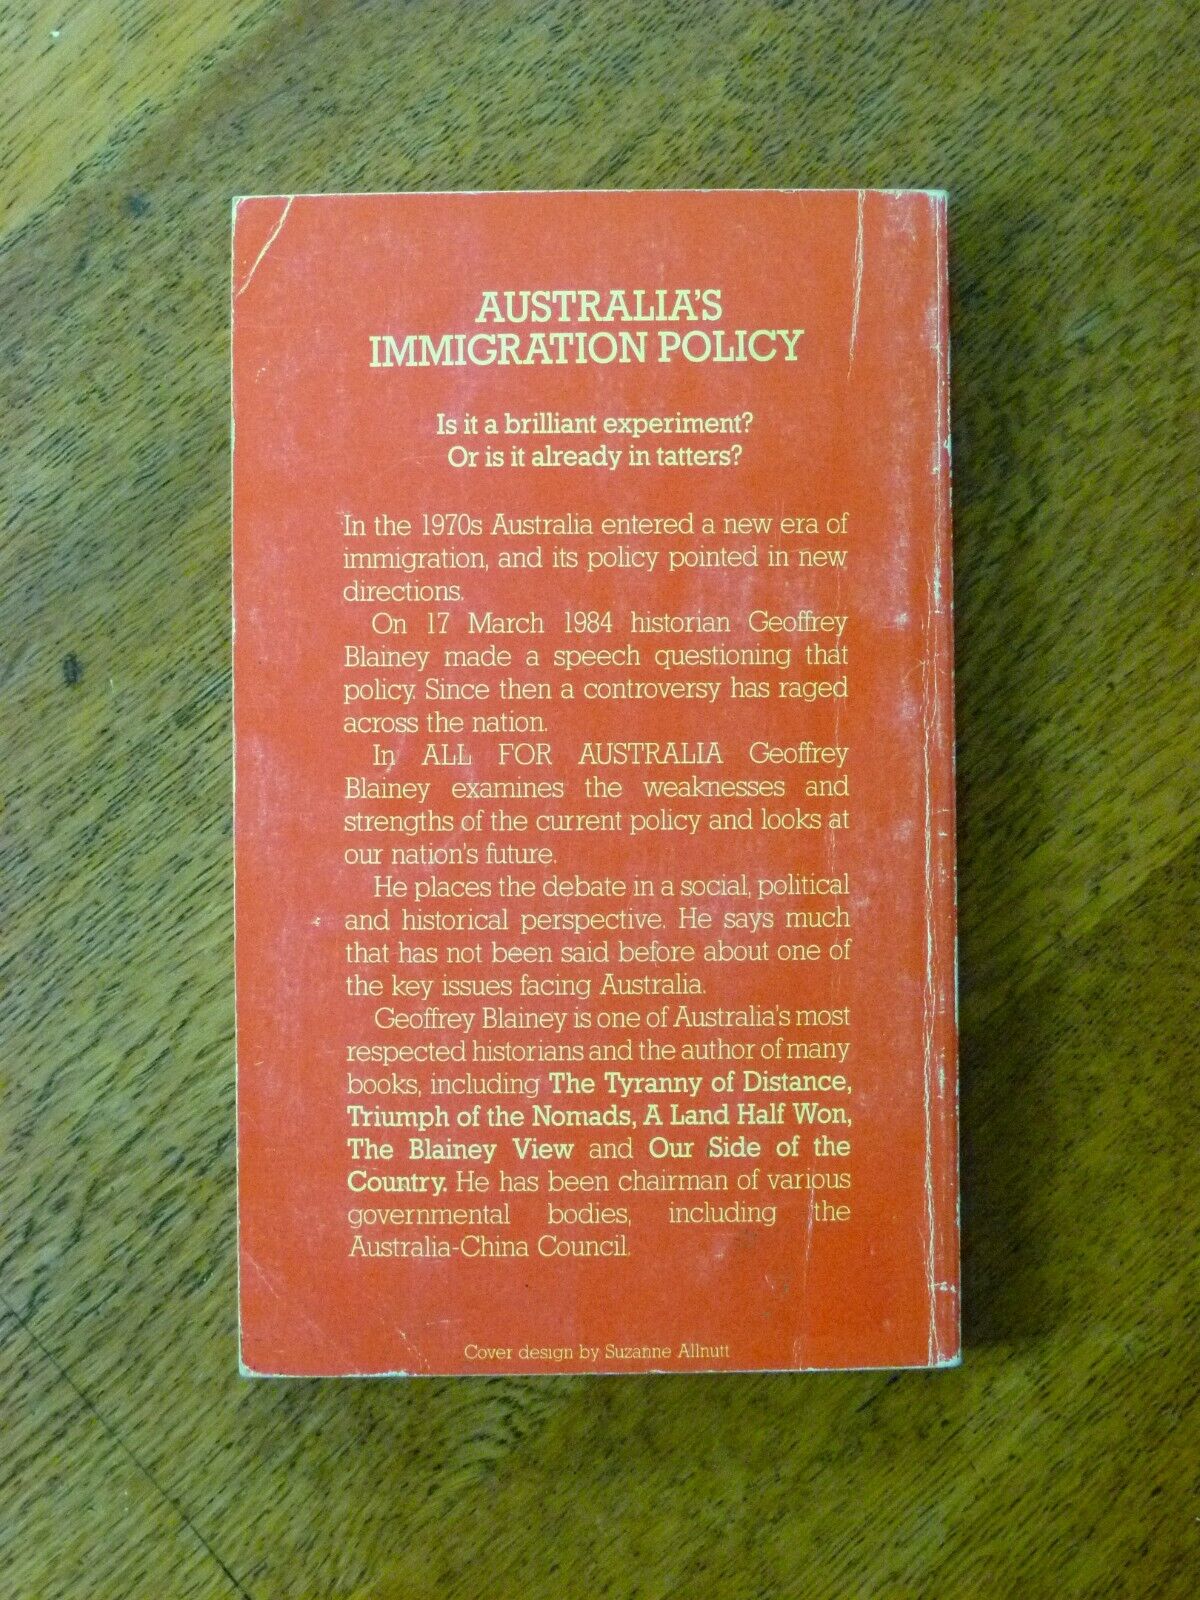 AUSTRALIA'S
IMMIGRATION POLICY
Is it a brilliant experiment?
Or is it already in tatters?
In the 1970s Australia entered a new era of
immigration, and its policy pointed in new
directions.
On 17 March 1984 historian Geoffrey
Blainey made a speech questioning that
policy. Since then a controversy has raged
across the nation.
In ALL FOR AUSTRALIA Geoffrey
Blainey examines the weaknesses and
strengths of the current policy and looks at
our nation's future.
He places the debate in a social, political
and historical perspective. He says much
that has not been said before about one of
the key issues facing Australia.
Geoffrey Blainey is one of Australia's most
respected historians and the author of many
books, including The Tyranny of Distance,
Triumph of the Nomads, A Land Half Won,
The Blainey View and Our Side of the
Country. He has been chairman of various
governmental bodies, including the
Australia-China Council.
Cover design by Suzanne Allnutt